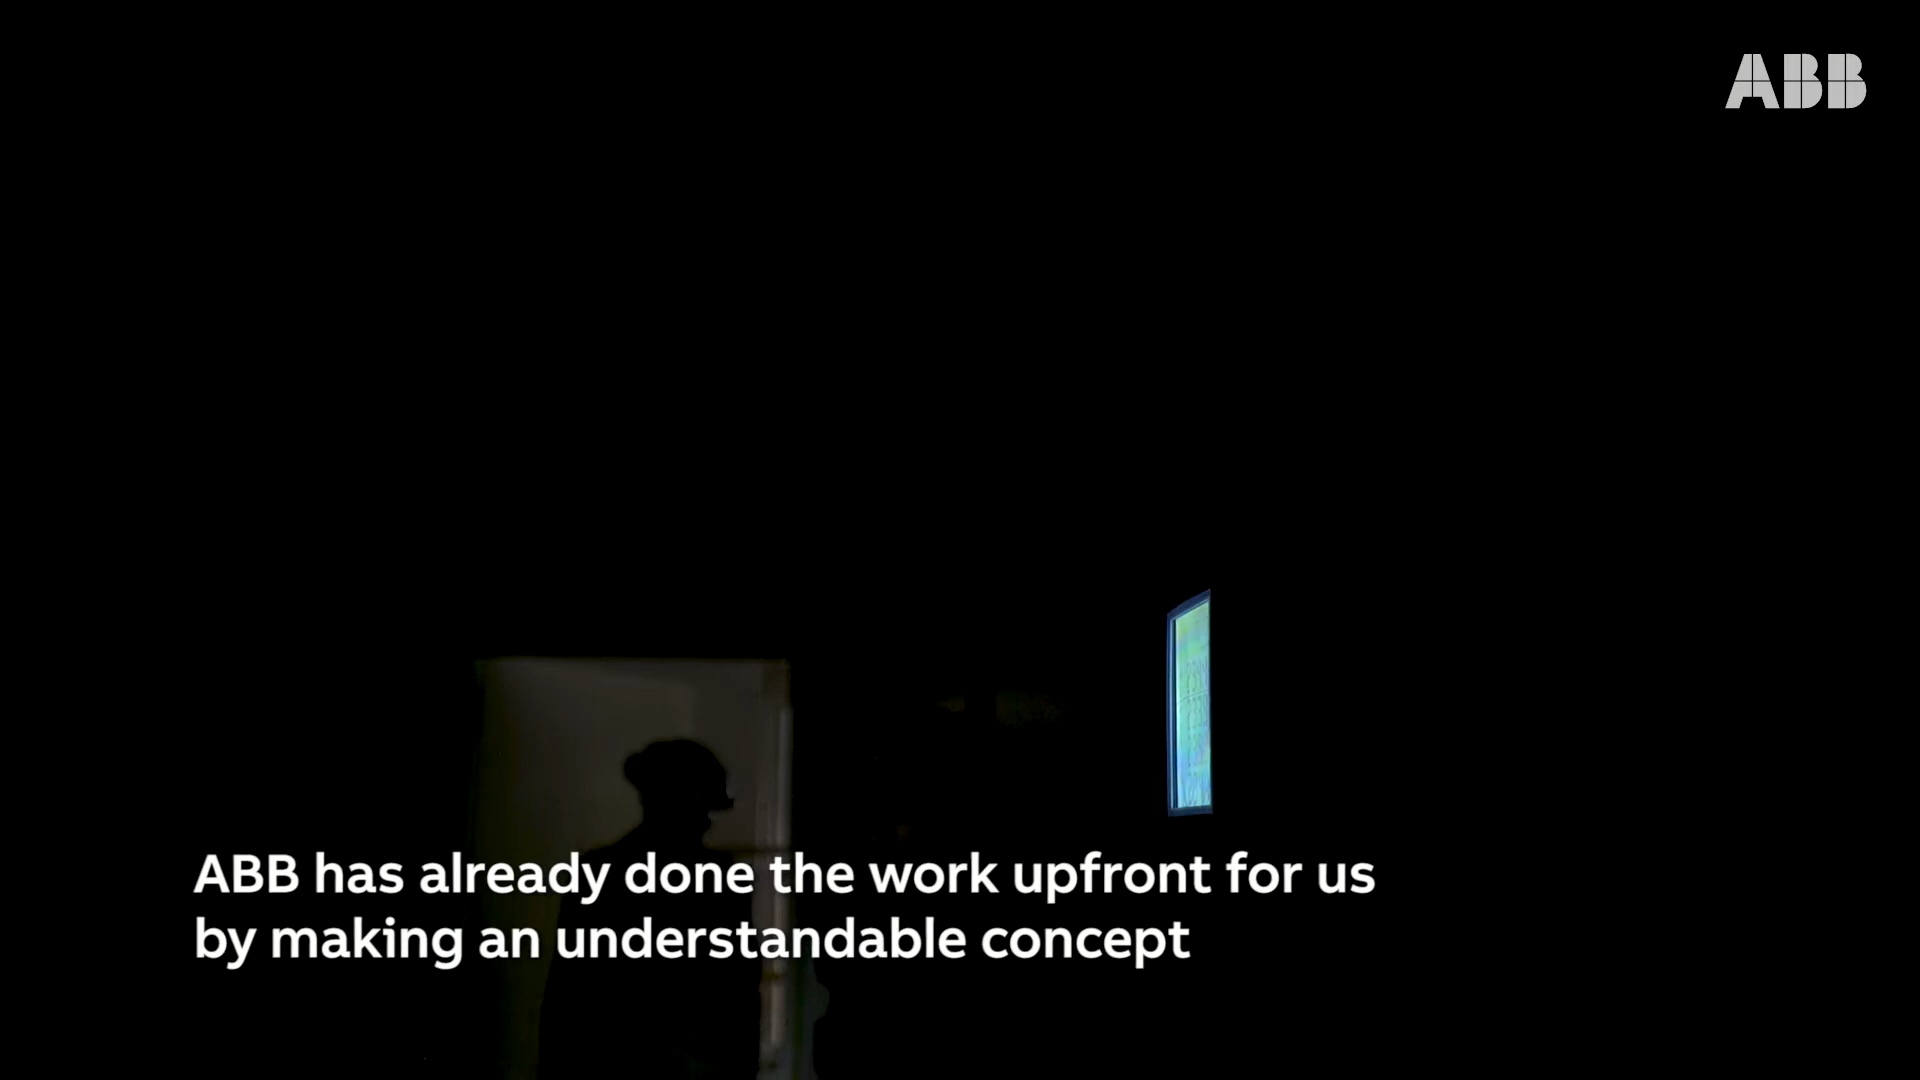 ABB
ABB has already done the work upfront for us
by making an understandable concept